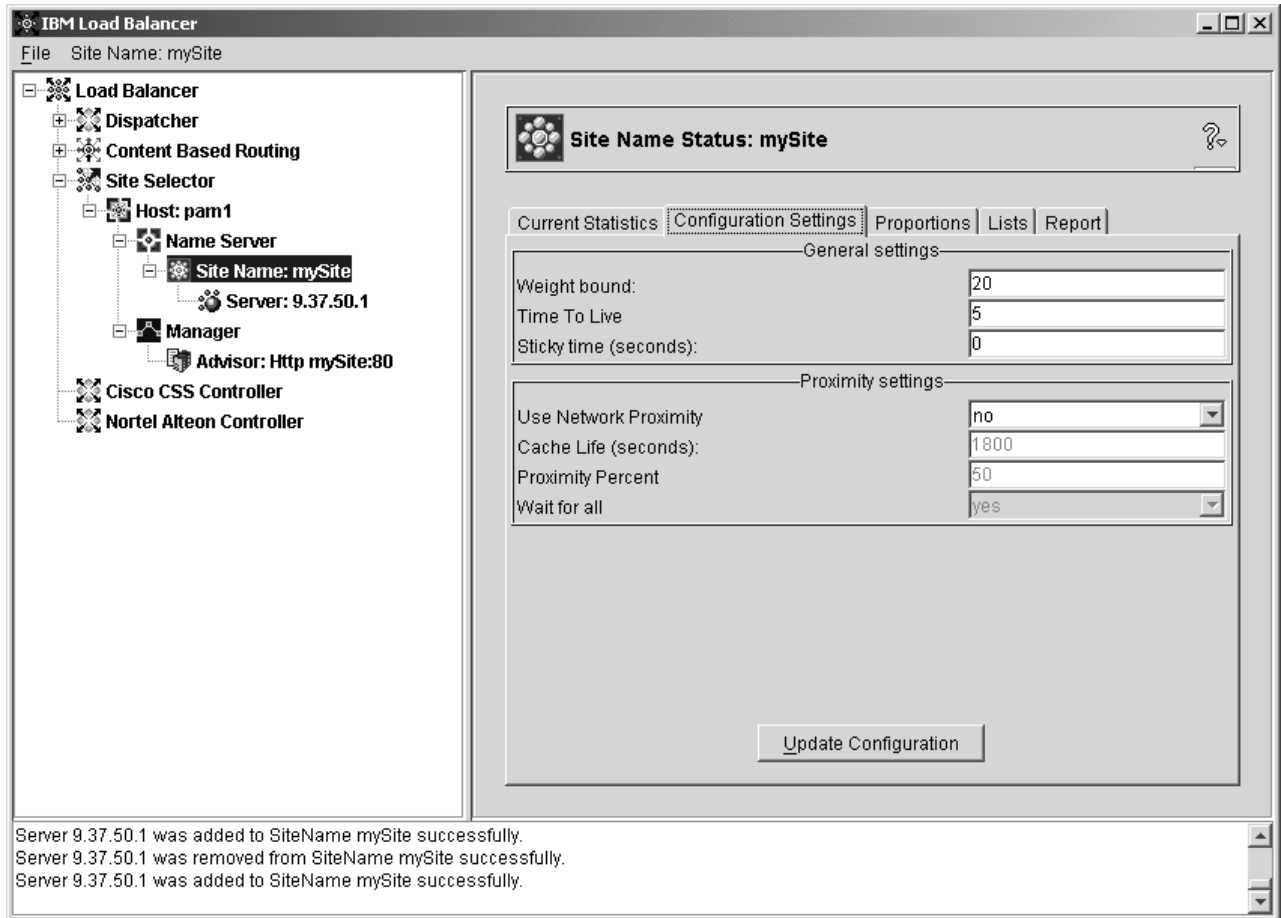 IBM Load Balancer
File Site Name: mySite
Load Balancer
Dispatcher
Content Based Routing
Site Selector
Host: pam1
Name Server
Site Name: mySite
Server: 9.37.50.1
Manager
Advisor: Http mySite:80
Cisco CSS Controller
Nortel Alteon Controller
Site Name Status: mySite
?
Current Statistics Configuration Settings Proportions Lists Report
General settings
Weight bound: 20
Time To Live 5
Sticky time (seconds): 0
Proximity settings
Use Network Proximity no
Cache Life (seconds): 1800
Proximity Percent 50
Wait for all yes
Update Configuration
Server 9.37.50.1 was added to SiteName mySite successfully.
Server 9.37.50.1 was removed from SiteName mySite successfully.
Server 9.37.50.1 was added to SiteName mySite successfully.